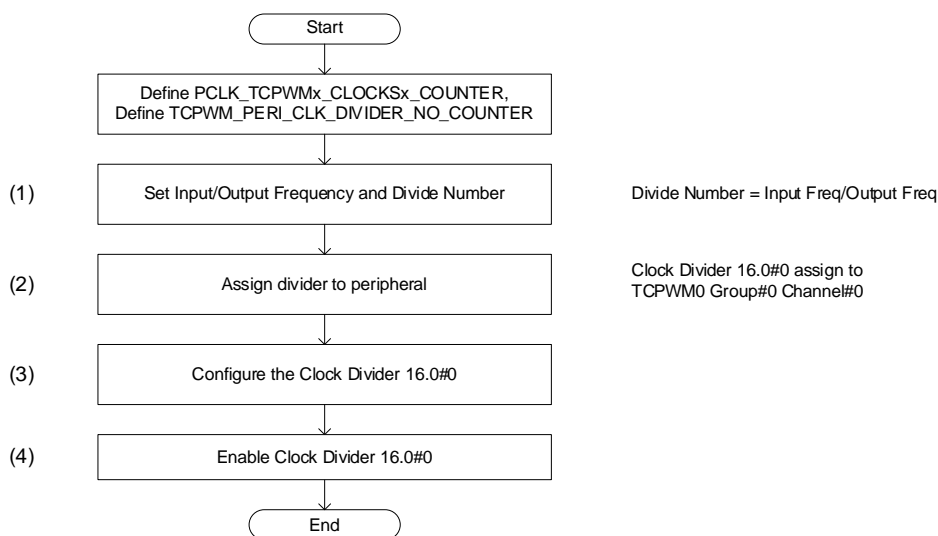 Start
Define PCLK_TCPWMx_CLOCKSx_COUNTER,
Define TCPWM_PERI_CLK_DIVIDER_NO_COUNTER
(1)
Set Input/Output Frequency and Divide Number
Divide Number = Input Freq/Output Freq
(2)
Assign divider to peripheral
Clock Divider 16.0#0 assign to
TCPWM0 Group#0 Channel#0
(3)
Configure the Clock Divider 16.0#0
(4)
Enable Clock Divider 16.0#0
End